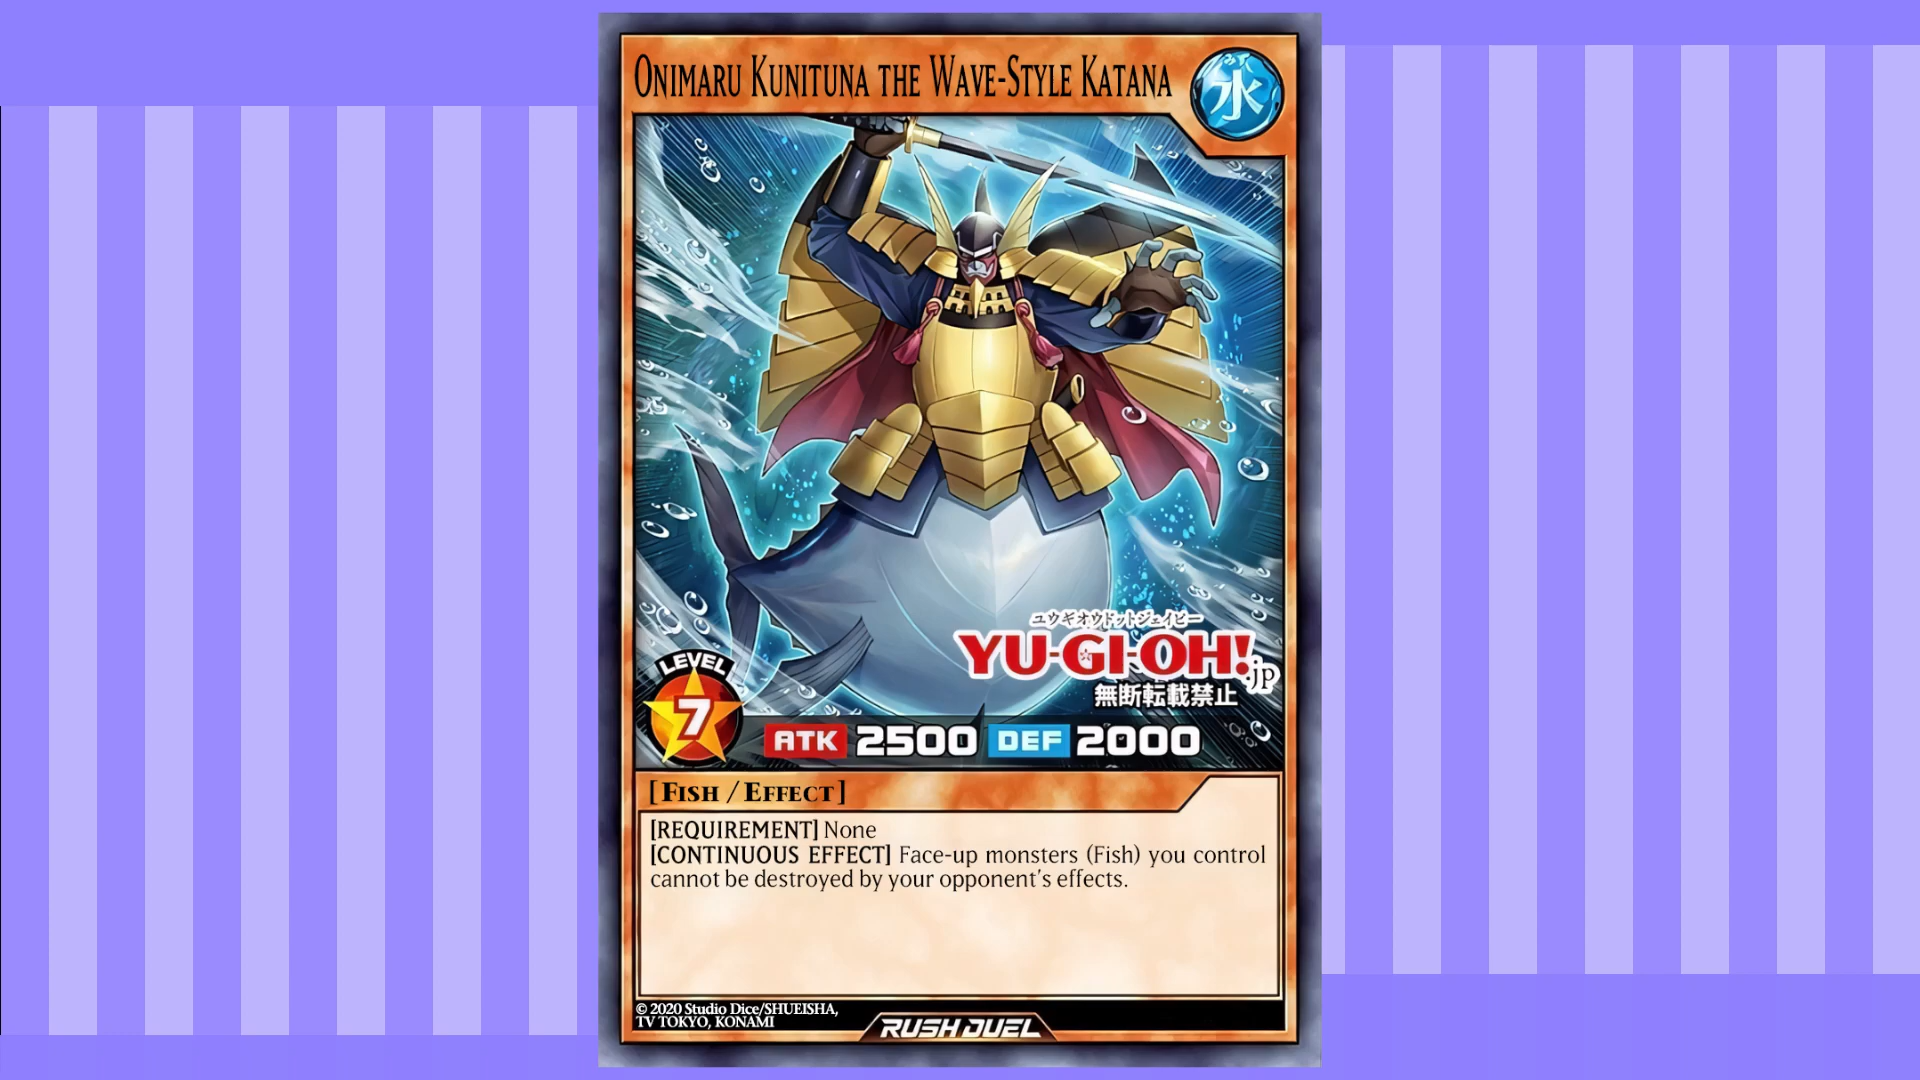 ONIMARU KUNITUNA THE WAVE-STYLE KATANA
水
ユウギオウドットジェイピー
YU-GI-OH!
.jp
無断転載禁止
LEVEL
7
ATK 2500 DEF 2000
[FISH / EFFECT]
[REQUIREMENT] None
[CONTINUOUS EFFECT] Face-up monsters (Fish) you control
cannot be destroyed by your opponent's effects.
© 2020 Studio Dice/SHUEISHA,
TV TOKYO, KONAMI
RUSH DUEL